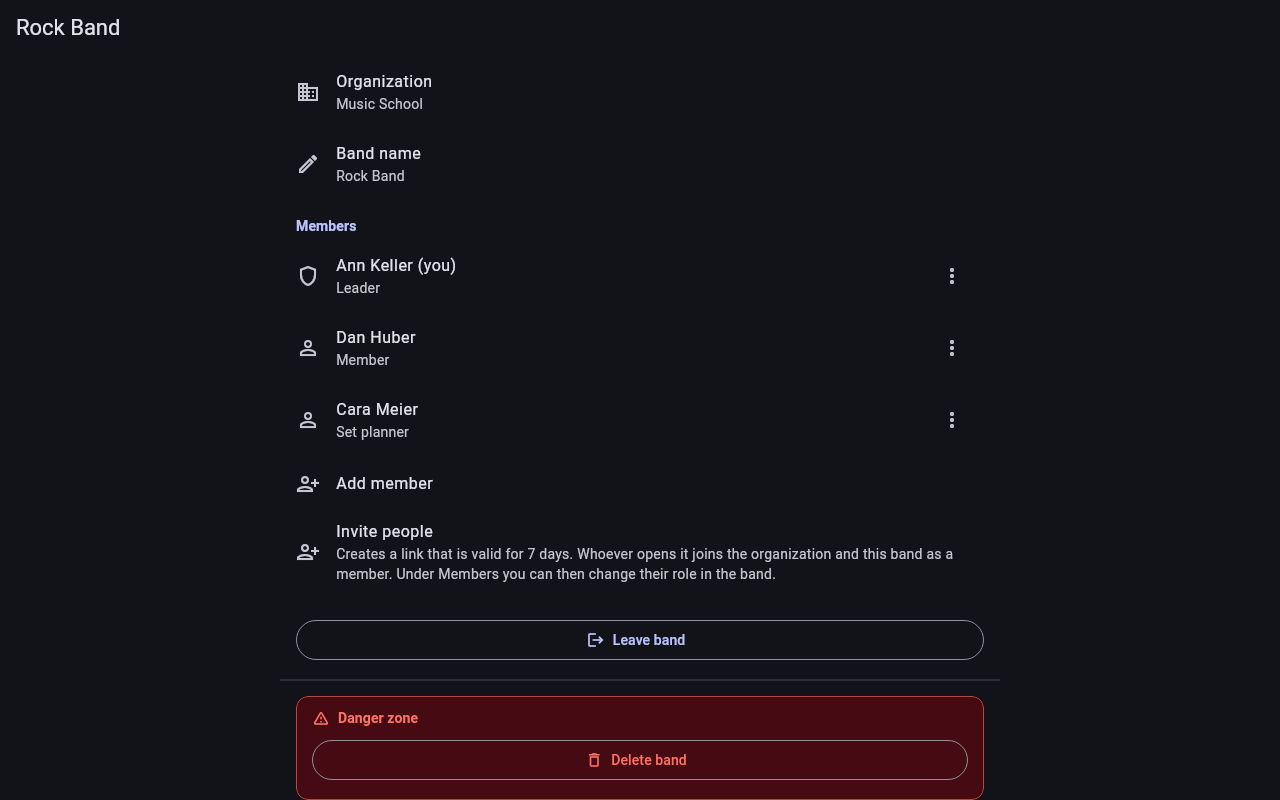 Rock Band
Organization
Music School
Band name
Rock Band
Members
Ann Keller (you)
Leader
Dan Huber
Member
Cara Meier
Set planner
Add member
Invite people
Creates a link that is valid for 7 days. Whoever opens it joins the organization and this band as a
member. Under Members you can then change their role in the band.
Leave band
Danger zone
Delete band